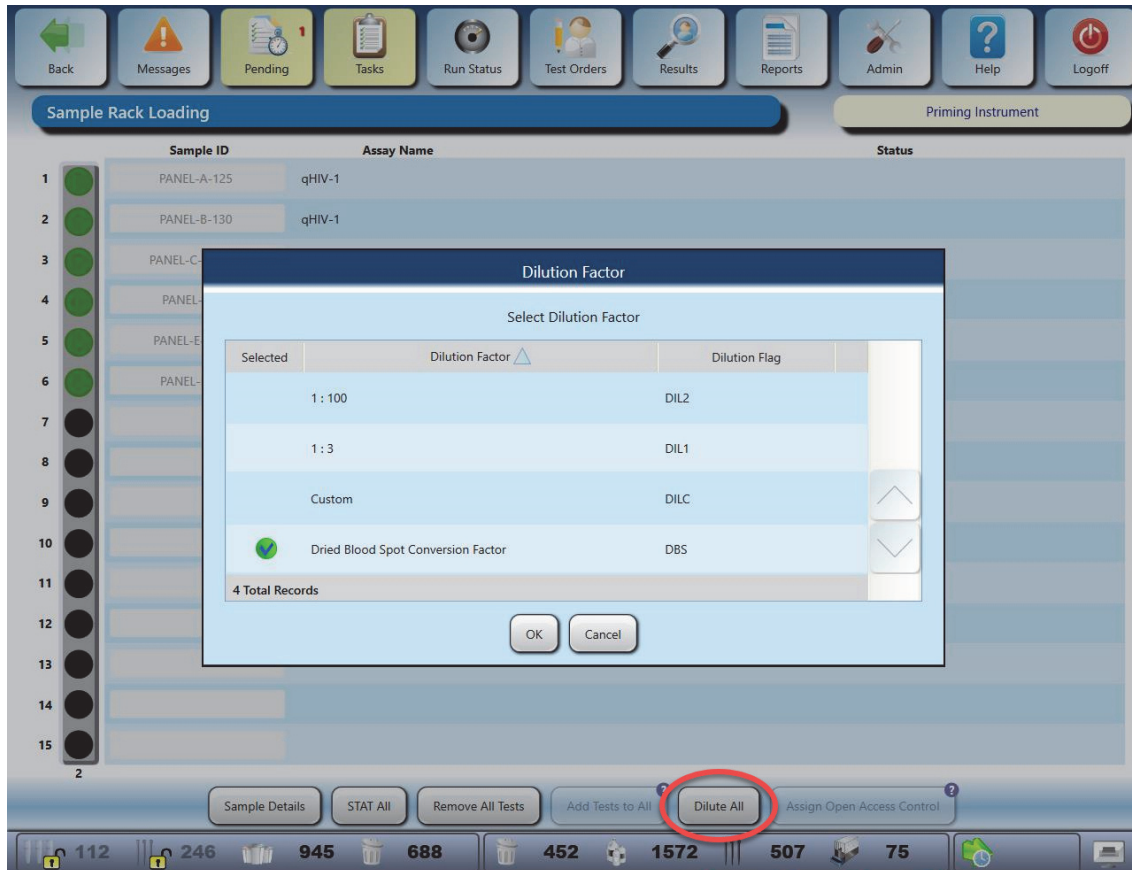 Back Messages Pending 1 Tasks Run Status Test Orders Results Reports Admin ? Help Logoff
Sample Rack Loading Priming Instrument
Sample ID Assay Name Status
1 PANEL-A-125 qHIV-1
2 PANEL-B-130 qHIV-1
3 PANEL-C-
4 PANEL-
5 PANEL-E
6 PANEL-
7
8
9
10
11
12
13
14
15
2
Dilution Factor
Select Dilution Factor
Selected Dilution Factor Dilution Flag
1 : 100 DIL2
1 : 3 DIL1
Custom DILC
Dried Blood Spot Conversion Factor DBS
4 Total Records
OK Cancel
Sample Details STAT All Remove All Tests Add Tests to All ? Dilute All Assign Open Access Control ?
112 246 945 688 452 1572 507 75